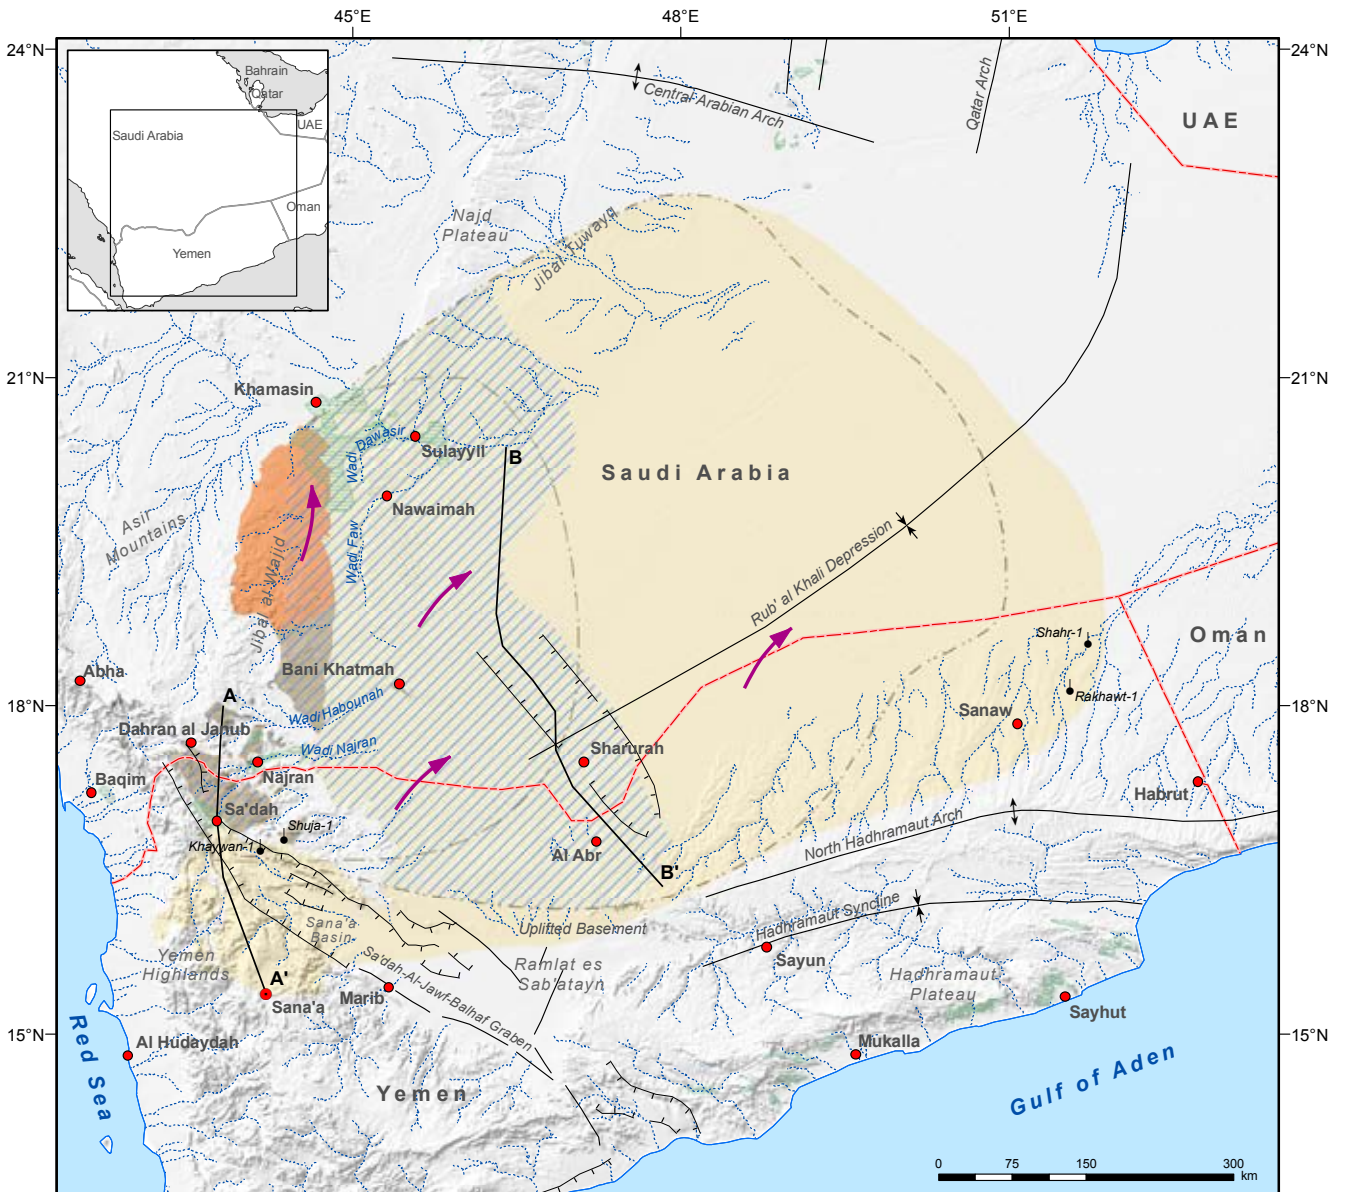 45°E
48°E
51°E
24°N
24°N
Bahrain
Qatar
Saudi Arabia
UAE
Oman
Yemen
Central Arabian Arch
Qatar Arch
UAE
Najd
Plateau
Jibal Tuwayq
21°N
21°N
Khamasin
Wadi Dawasir
Sulayyll
B
Saudi Arabia
Nawaimah
Asir
Mountains
Wadi Faw
Jibal al Wajid
Rub' al Khali Depression
Shahr-1
Oman
Abha
Bani Khatmah
A
Rakhawt-1
Wadi Habounah
18°N
18°N
Sanaw
Dahran al Janub
Wadi Najran
Sharurah
Baqim
Najran
Habrut
Sa'dah
Shuja-1
Khaywan-1
Al Abr
North Hadhramaut Arch
B'
Hadhramaut Syncline
Sana'a
Basin
Uplifted Basement
Yemen
Highlands
Sayun
A'
Sa'dah-Al-Jawf-Balhaf Graben
Ramlat es
Sab'atayn
Hadhramaut
Plateau
Marib
Sana'a
Sayhut
15°N
15°N
Red Sea
Al Hudaydah
Mukalla
Gulf of Aden
Yemen
0
75
150
300
km